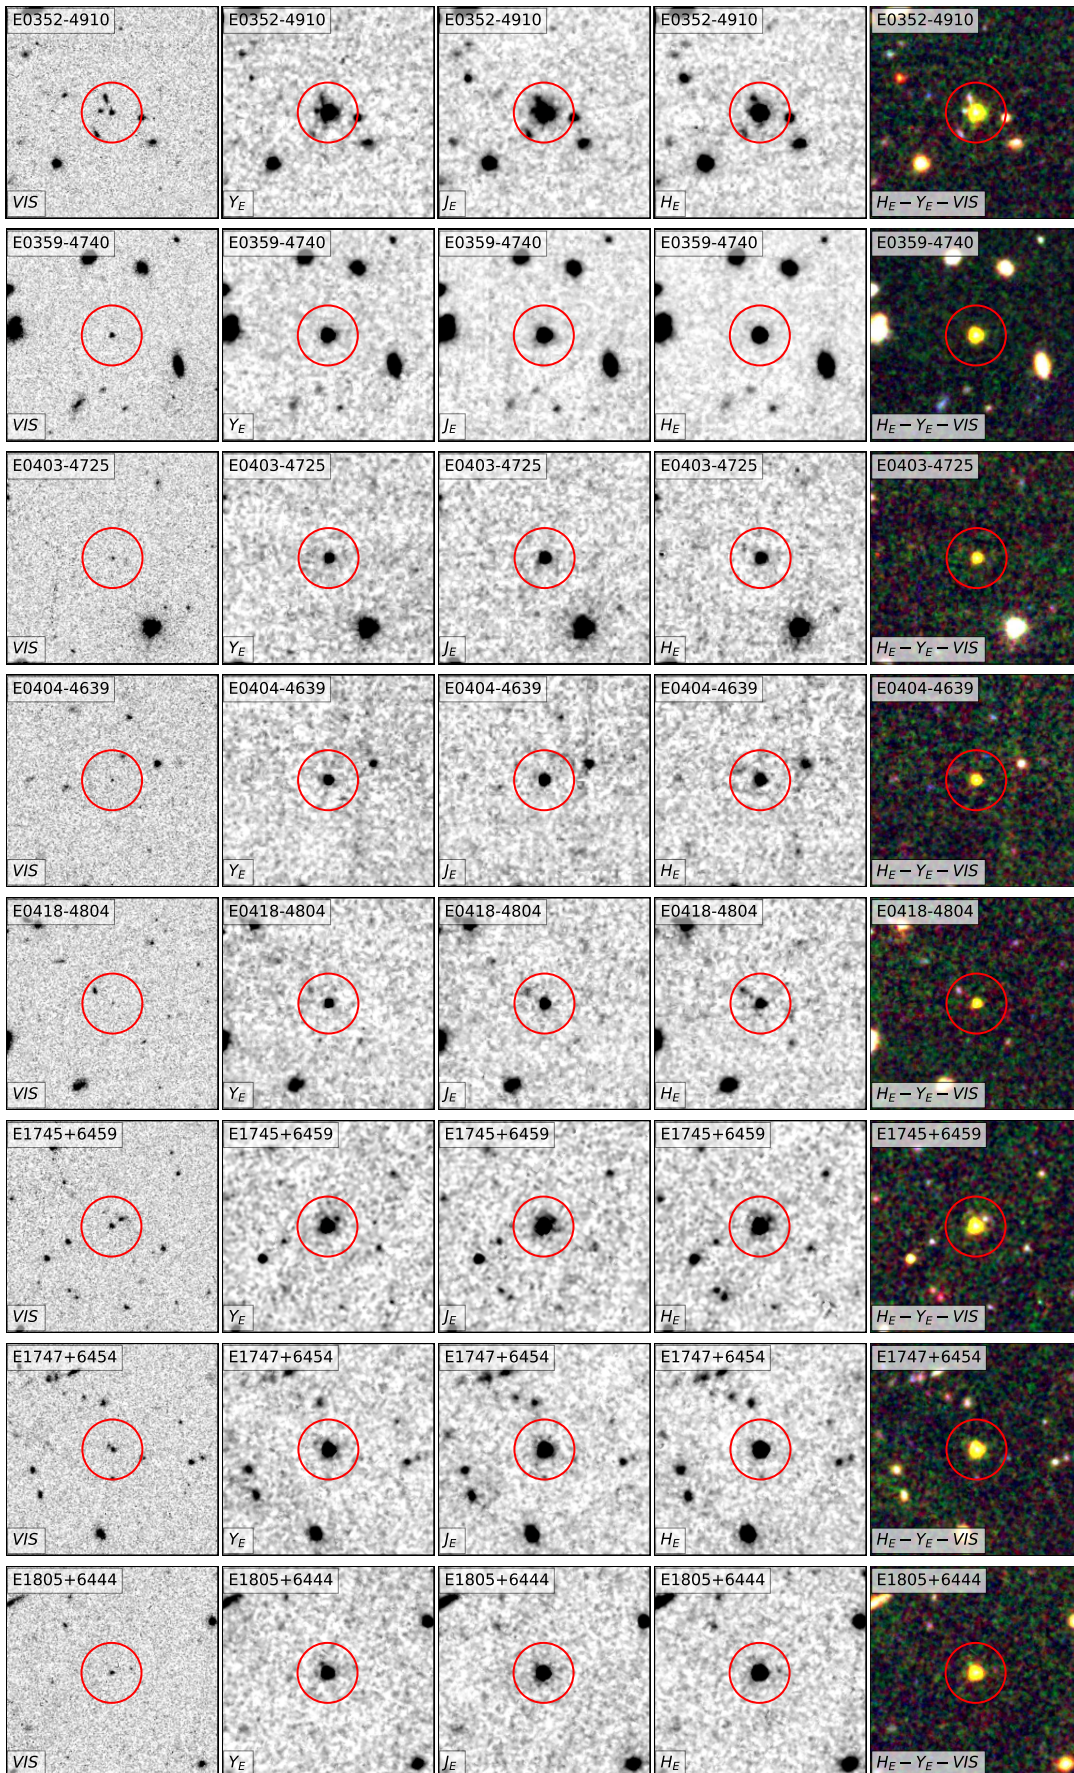 E0352-4910 E0352-4910 E0352-4910 E0352-4910 E0352-4910
VIS Y_E J_E H_E H_E − Y_E − VIS
E0359-4740 E0359-4740 E0359-4740 E0359-4740 E0359-4740
VIS Y_E J_E H_E H_E − Y_E − VIS
E0403-4725 E0403-4725 E0403-4725 E0403-4725 E0403-4725
VIS Y_E J_E H_E H_E − Y_E − VIS
E0404-4639 E0404-4639 E0404-4639 E0404-4639 E0404-4639
VIS Y_E J_E H_E H_E − Y_E − VIS
E0418-4804 E0418-4804 E0418-4804 E0418-4804 E0418-4804
VIS Y_E J_E H_E H_E − Y_E − VIS
E1745+6459 E1745+6459 E1745+6459 E1745+6459 E1745+6459
VIS Y_E J_E H_E H_E − Y_E − VIS
E1747+6454 E1747+6454 E1747+6454 E1747+6454 E1747+6454
VIS Y_E J_E H_E H_E − Y_E − VIS
E1805+6444 E1805+6444 E1805+6444 E1805+6444 E1805+6444
VIS Y_E J_E H_E H_E − Y_E − VIS